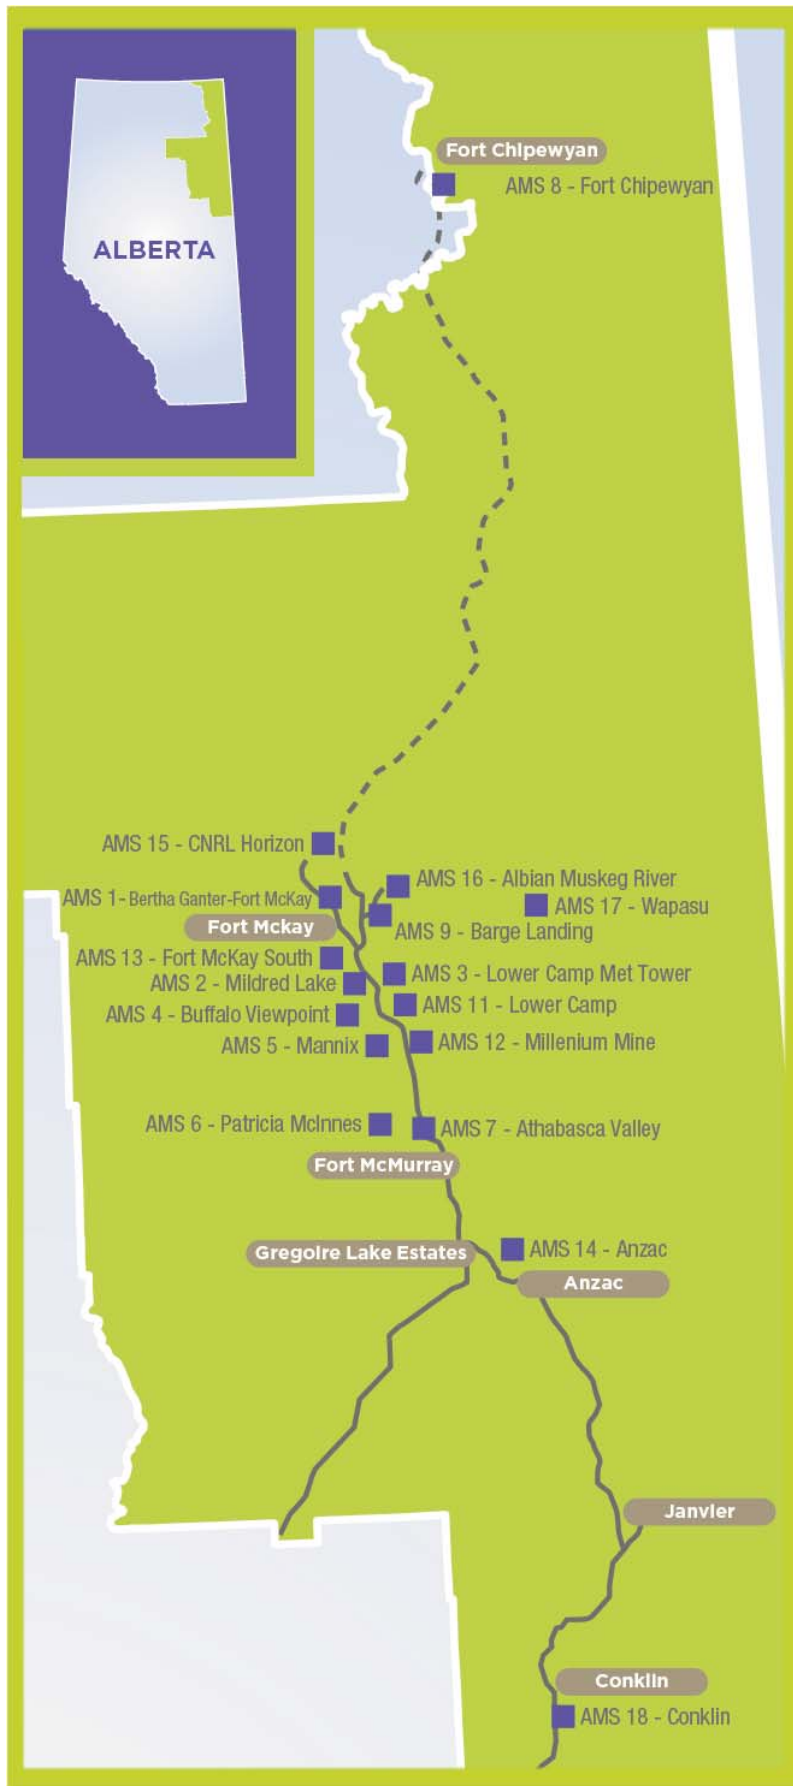 Fort Chipewyan
AMS 8 - Fort Chipewyan
ALBERTA
AMS 15 - CNRL Horizon
AMS 16 - Albian Muskeg River
AMS 1- Bertha Ganter-Fort McKay
AMS 17 - Wapasu
Fort Mckay
AMS 9 - Barge Landing
AMS 13 - Fort McKay South
AMS 3 - Lower Camp Met Tower
AMS 2 - Mildred Lake
AMS 11 - Lower Camp
AMS 4 - Buffalo Viewpoint
AMS 12 - Millenium Mine
AMS 5 - Mannix
AMS 6 - Patricia McInnes
AMS 7 - Athabasca Valley
Fort McMurray
AMS 14 - Anzac
Gregoire Lake Estates
Anzac
Janvier
Conklin
AMS 18 - Conklin